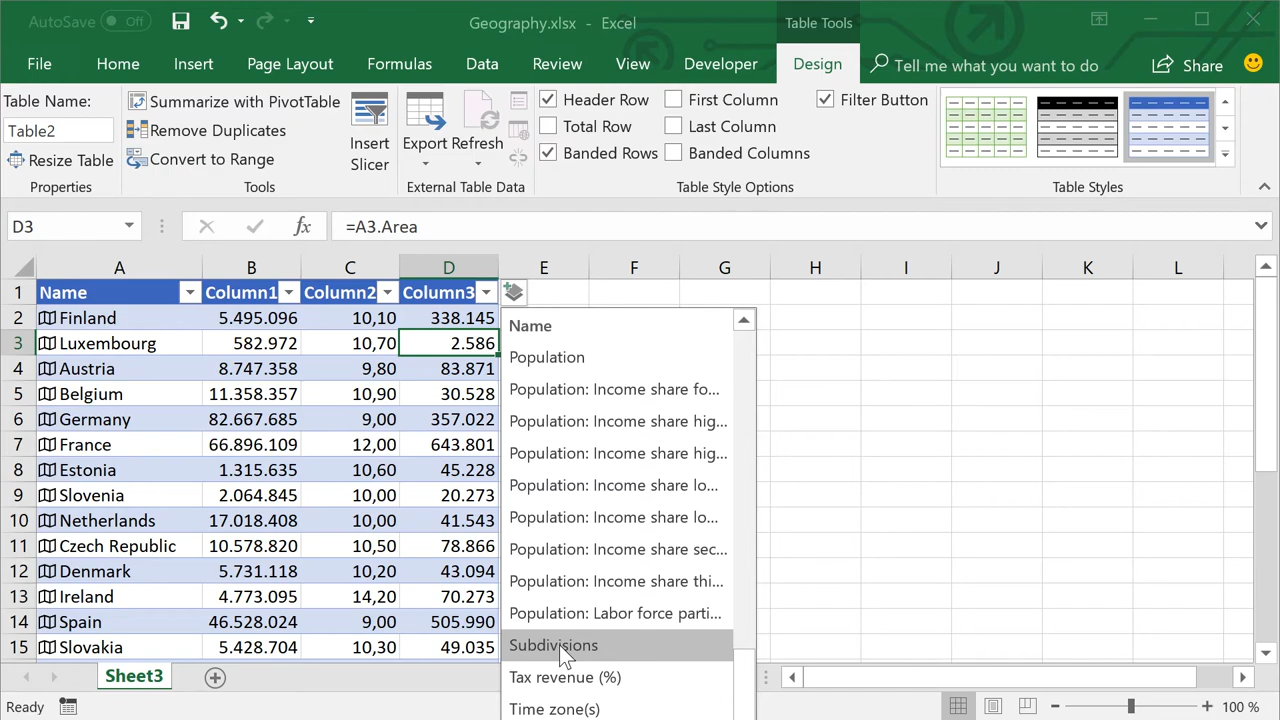 AutoSave Off
Geography.xlsx - Excel
Table Tools
File Home Insert Page Layout Formulas Data Review View Developer Design Tell me what you want to do Share
Table Name:
Table2
Resize Table
Properties
Summarize with PivotTable
Remove Duplicates
Convert to Range
Tools
Insert
Slicer
Export Refresh
External Table Data
Header Row First Column Filter Button
Total Row Last Column
Banded Rows Banded Columns
Table Style Options
Table Styles
D3 fx =A3.Area
A B C D E F G H I J K L
1 Name Column1 Column2 Column3
2 Finland 5.495.096 10,10 338.145
3 Luxembourg 582.972 10,70 2.586
4 Austria 8.747.358 9,80 83.871
5 Belgium 11.358.357 10,90 30.528
6 Germany 82.667.685 9,00 357.022
7 France 66.896.109 12,00 643.801
8 Estonia 1.315.635 10,60 45.228
9 Slovenia 2.064.845 10,00 20.273
10 Netherlands 17.018.408 10,00 41.543
11 Czech Republic 10.578.820 10,50 78.866
12 Denmark 5.731.118 10,20 43.094
13 Ireland 4.773.095 14,20 70.273
14 Spain 46.528.024 9,00 505.990
15 Slovakia 5.428.704 10,30 49.035
Name
Population
Population: Income share fo...
Population: Income share hig...
Population: Income share hig...
Population: Income share lo...
Population: Income share lo...
Population: Income share sec...
Population: Income share thi...
Population: Labor force parti...
Subdivisions
Tax revenue (%)
Time zone(s)
Sheet3
Ready
100 %